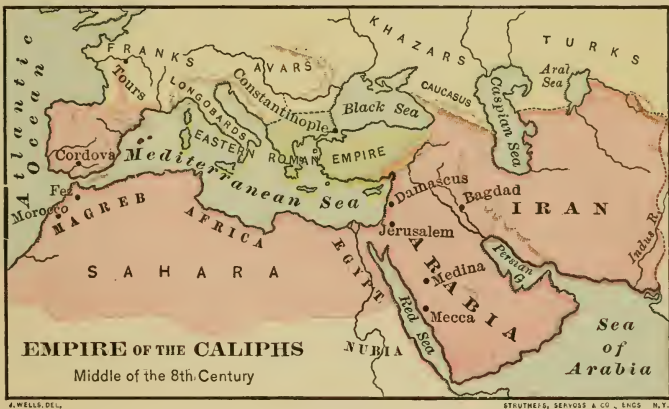 Atlantic
Ocean
FRANKS
Tours
AVARS
KHAZARS
TURKS
Aral
Sea
LONGOBARDS
Constantinople
Black Sea
CAUCASUS
Caspian Sea
EASTERN ROMAN EMPIRE
Cordova
Mediterranean Sea
Fez
Morocco
MAGREB
AFRICA
SAHARA
EGYPT
Damascus
Bagdad
Jerusalem
IRAN
Indus R.
ARABIA
Persian
G.
Medina
Mecca
Red Sea
NUBIA
Sea
of
Arabia
EMPIRE OF THE CALIPHS
Middle of the 8th Century
J. WELLS, DEL.
STRUTHERS, SERVOSS & CO., ENGS N.Y.